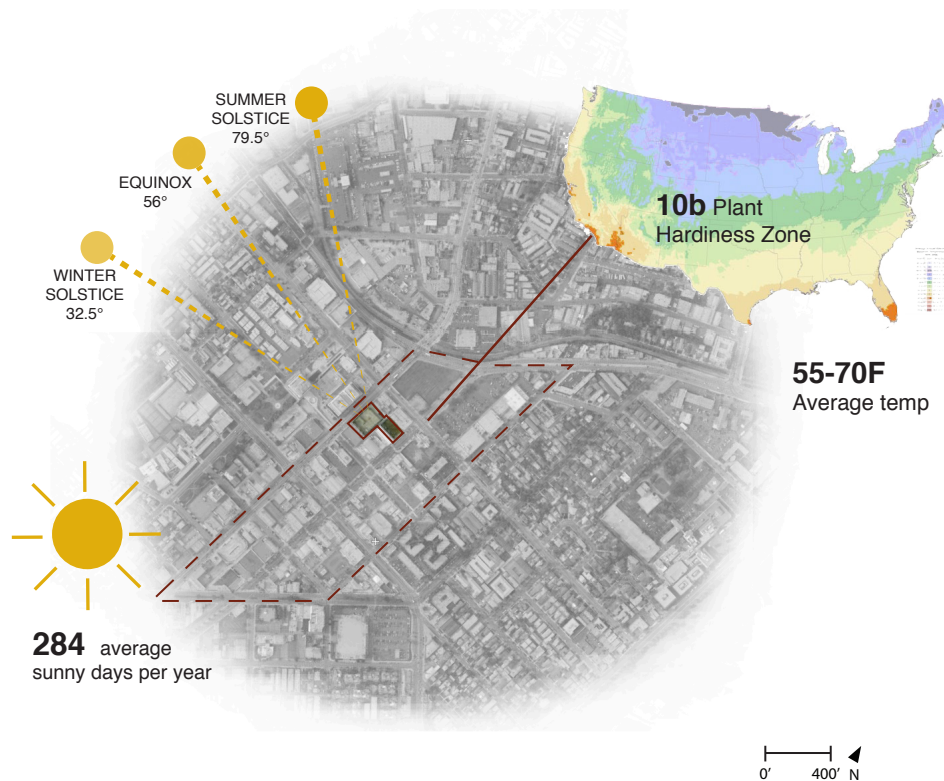 SUMMER
SOLSTICE
79.5°
EQUINOX
56°
WINTER
SOLSTICE
32.5°
10b Plant
Hardiness Zone
55-70F
Average temp
284 average
sunny days per year
0' 400' N